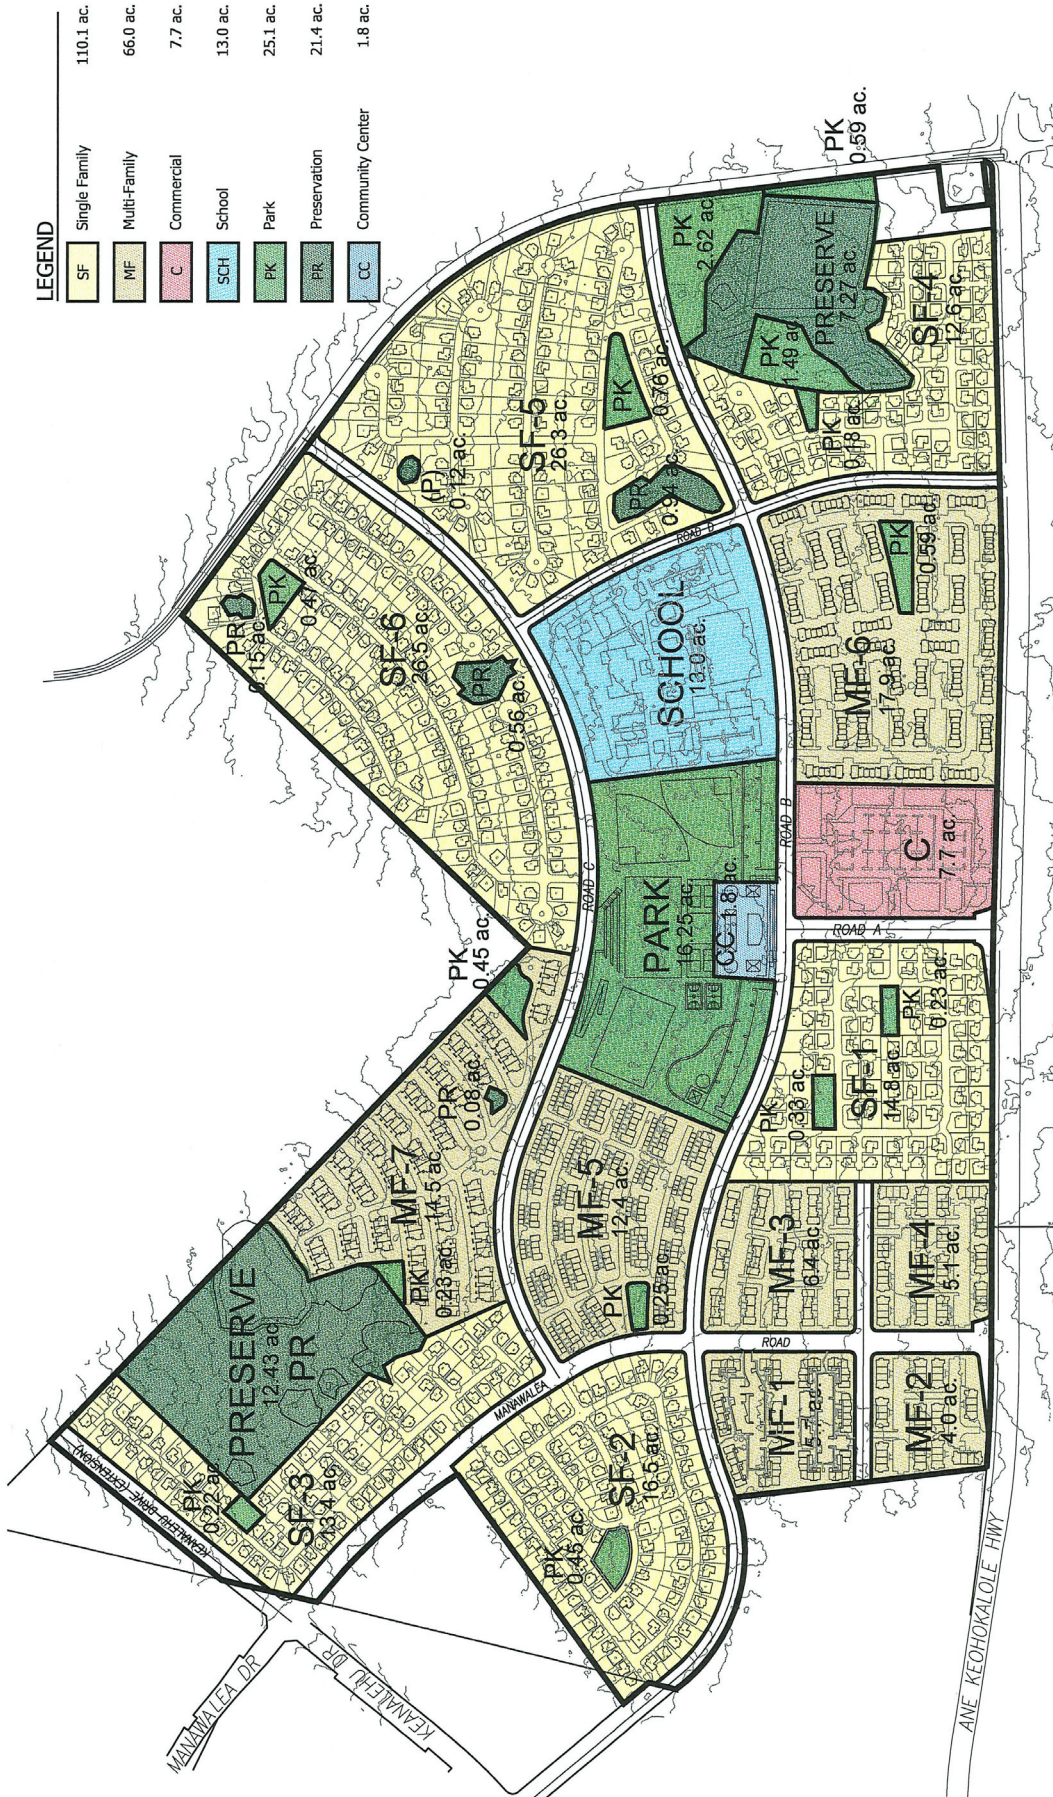 LEGEND
SF Single Family 110.1 ac.
MF Multi-Family 66.0 ac.
C Commercial 7.7 ac.
SCH School 13.0 ac.
PK Park 25.1 ac.
PR Preservation 21.4 ac.
CC Community Center 1.8 ac.
MANAWALEA DR
KEANALEHU DR
KEANALEHU DRIVE (EXTENSION)
PK
0.22 ac.
SF-3
13.4 ac.
PRESERVE
12.43 ac.
PR
PK
0.23 ac.
MF-7
14.5 ac.
PR
0.08 ac.
PK
0.45 ac.
MANAWALEA
PK
0.45 ac.
SF-2
16.5 ac.
PK
0.25 ac.
MF-5
12.4 ac.
ROAD C
PARK
16.25 ac.
CC 1.8 ac.
SCHOOL
13.0 ac.
SF-6
26.5 ac.
PR
0.15 ac.
PK
PR
0.56 ac.
(P)
0.12 ac.
SF-5
26.3 ac.
PK
0.76 ac.
PR
0.94 ac.
ROAD D
PK
2.62 ac.
PK
0.59 ac.
PRESERVE
7.27 ac.
PK
1.49 ac.
PK
0.18 ac.
SF-4
12.6 ac.
PK
0.59 ac.
MF-6
17.9 ac.
ROAD B
C
7.7 ac.
ROAD A
PK
0.33 ac.
PK
0.23 ac.
SF-1
14.8 ac.
MF-3
6.4 ac.
MF-4
5.1 ac.
ROAD
MF-1
5.7 ac.
MF-2
4.0 ac.
ANE KEOHOKALOLE HWY